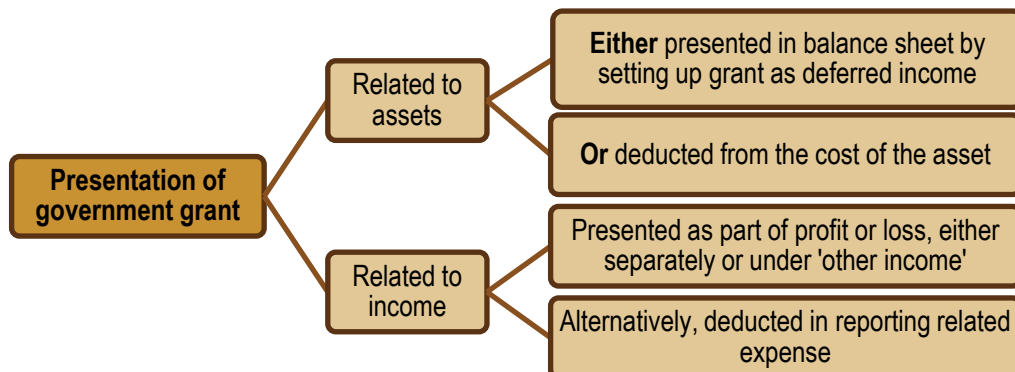 Presentation of
government grant
Related to
assets
Either presented in balance sheet by
setting up grant as deferred income
Or deducted from the cost of the asset
Related to
income
Presented as part of profit or loss, either
separately or under 'other income'
Alternatively, deducted in reporting related
expense